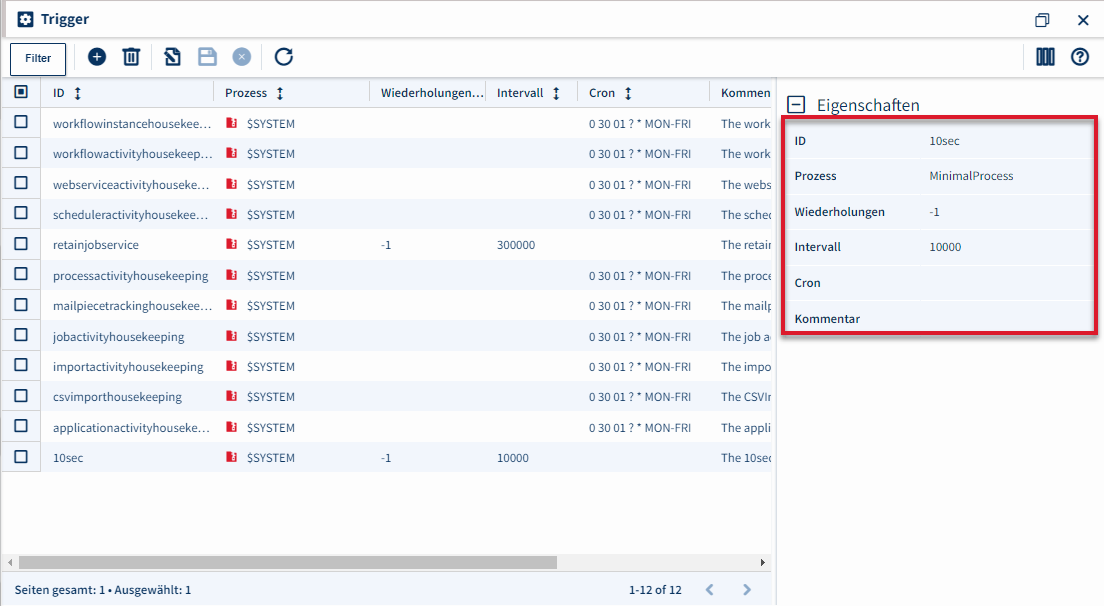 Trigger
Filter
ID Prozess Wiederholungen... Intervall Cron Kommen
workflowinstancehousekee... $SYSTEM 0 30 01 ? * MON-FRI The work
workflowactivityhousekeep... $SYSTEM 0 30 01 ? * MON-FRI The work
webserviceactivityhouseke... $SYSTEM 0 30 01 ? * MON-FRI The webs
scheduleractivityhousekee... $SYSTEM 0 30 01 ? * MON-FRI The sched
retainjobservice $SYSTEM -1 300000 The retair
processactivityhousekeeping $SYSTEM 0 30 01 ? * MON-FRI The proce
mailpiecetrackinghousekee... $SYSTEM 0 30 01 ? * MON-FRI The mailp
jobactivityhousekeeping $SYSTEM 0 30 01 ? * MON-FRI The job a
importactivityhousekeeping $SYSTEM 0 30 01 ? * MON-FRI The impo
csvimporthousekeeping $SYSTEM 0 30 01 ? * MON-FRI The CSVIr
applicationactivityhouseke... $SYSTEM 0 30 01 ? * MON-FRI The appli
10sec $SYSTEM -1 10000 The 10sec
Seiten gesamt: 1 • Ausgewählt: 1 1-12 of 12
Eigenschaften
ID 10sec
Prozess MinimalProcess
Wiederholungen -1
Intervall 10000
Cron
Kommentar